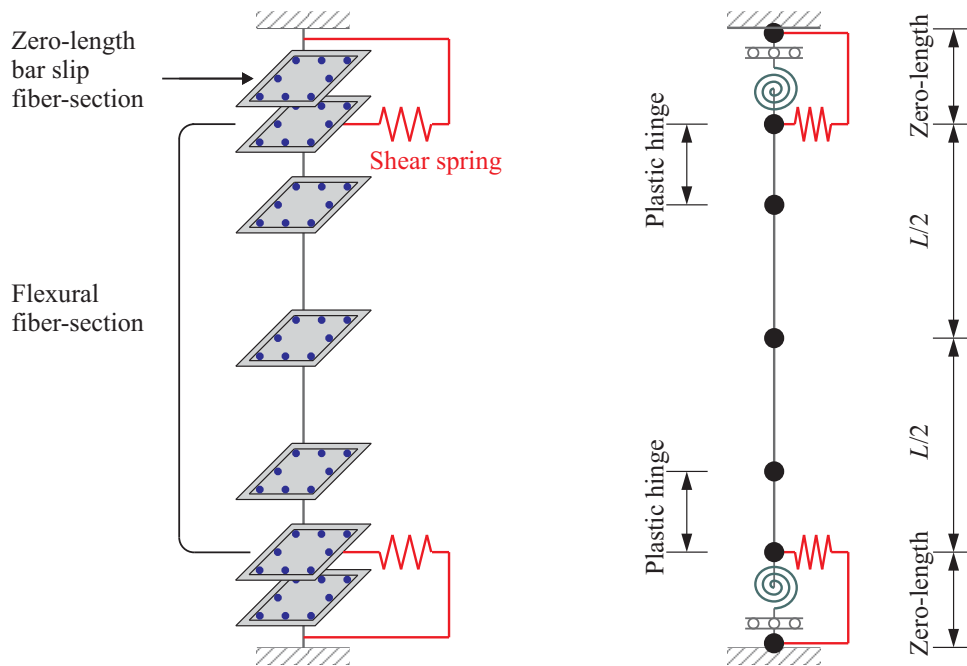 Zero-length
bar slip
fiber-section
Shear spring
Flexural
fiber-section
Plastic hinge
Plastic hinge
Zero-length
L/2
L/2
Zero-length